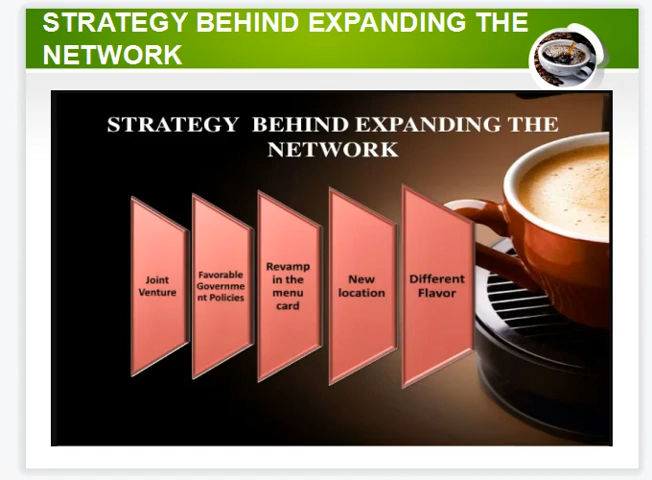 STRATEGY BEHIND EXPANDING THE
NETWORK
STRATEGY BEHIND EXPANDING THE
NETWORK
Joint
Venture
Favorable
Governme
nt Policies
Revamp
in the
menu
card
New
location
Different
Flavor